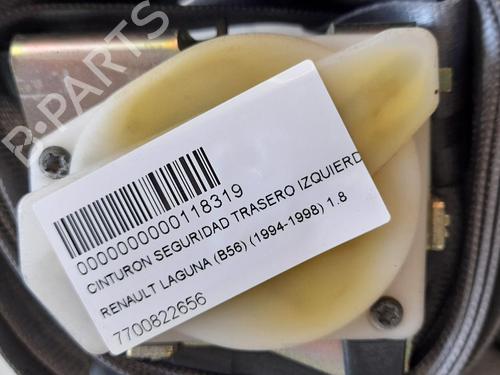 B-PARTS
0000000000118319
CINTURON SEGURIDAD TRASERO IZQUIERD
RENAULT LAGUNA (B56) (1994-1998) 1.8
7700822656